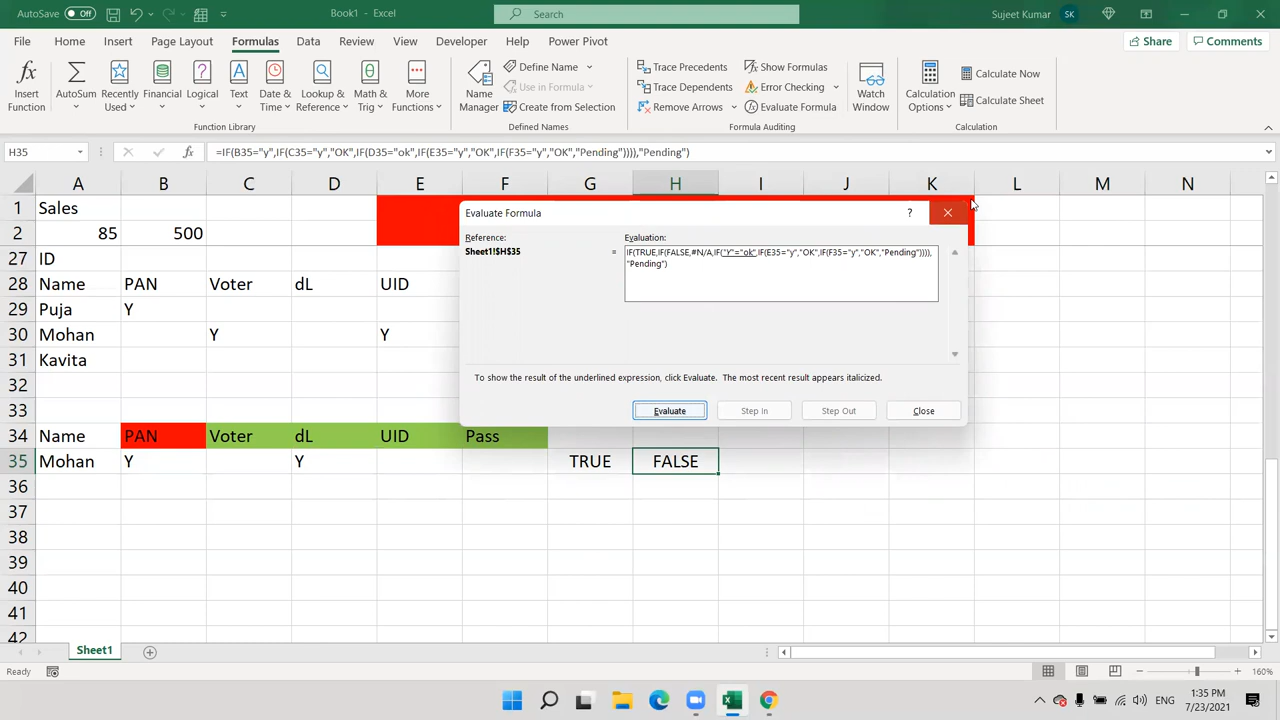 AutoSave Off Book1 - Excel Search Sujeet Kumar SK
File Home Insert Page Layout Formulas Data Review View Developer Help Power Pivot Share Comments
Insert Function
AutoSum
Recently Used
Financial
Logical
Text
Date & Time
Lookup & Reference
Math & Trig
More Functions
Function Library
Name Manager
Define Name
Use in Formula
Create from Selection
Defined Names
Trace Precedents
Trace Dependents
Remove Arrows
Show Formulas
Error Checking
Evaluate Formula
Formula Auditing
Watch Window
Calculation Options
Calculate Now
Calculate Sheet
Calculation
H35 fx =IF(B35="y",IF(C35="y","OK",IF(D35="ok",IF(E35="y","OK",IF(F35="y","OK","Pending")))),"Pending")
A B C D E F G H I J K L M N
1 Sales
2 85 500
27 ID
28 Name PAN Voter dL UID
29 Puja Y
30 Mohan Y Y
31 Kavita
32
33
34 Name PAN Voter dL UID Pass
35 Mohan Y Y TRUE FALSE
36
37
38
39
40
41
42
Evaluate Formula ?
Reference: Evaluation:
Sheet1!$H$35 = IF(TRUE,IF(FALSE,#N/A,IF("Y"="ok",IF(E35="y","OK",IF(F35="y","OK","Pending")))),
"Pending")
To show the result of the underlined expression, click Evaluate. The most recent result appears italicized.
Evaluate Step In Step Out Close
Sheet1
Ready 160%
ENG 1:35 PM
7/23/2021